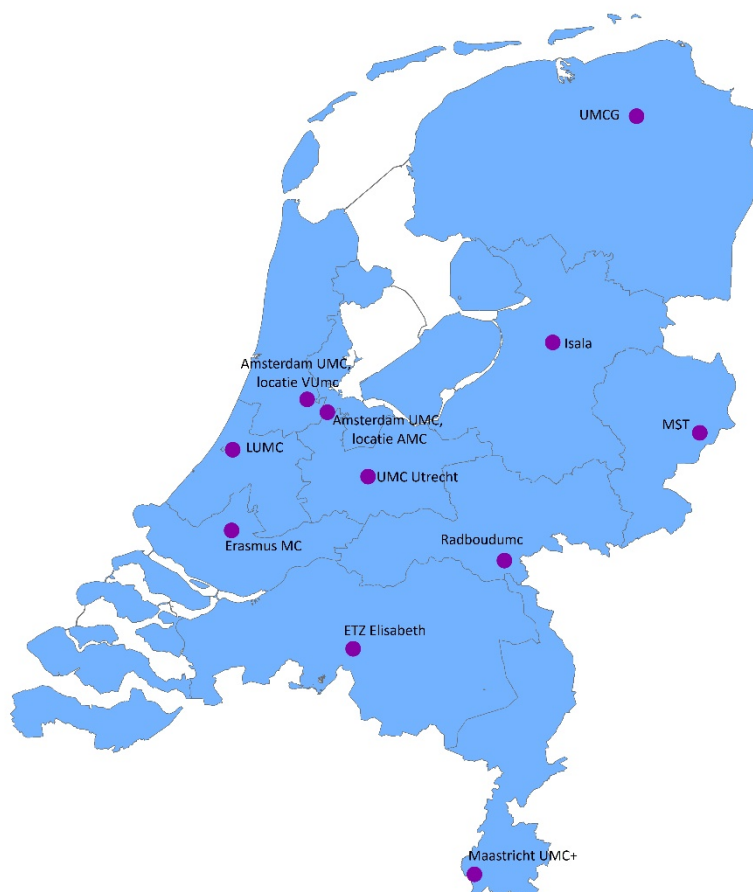 UMCG
Isala
Amsterdam UMC,
locatie VUmc
Amsterdam UMC,
locatie AMC
MST
LUMC
UMC Utrecht
Erasmus MC
Radboudumc
ETZ Elisabeth
Maastricht UMC+